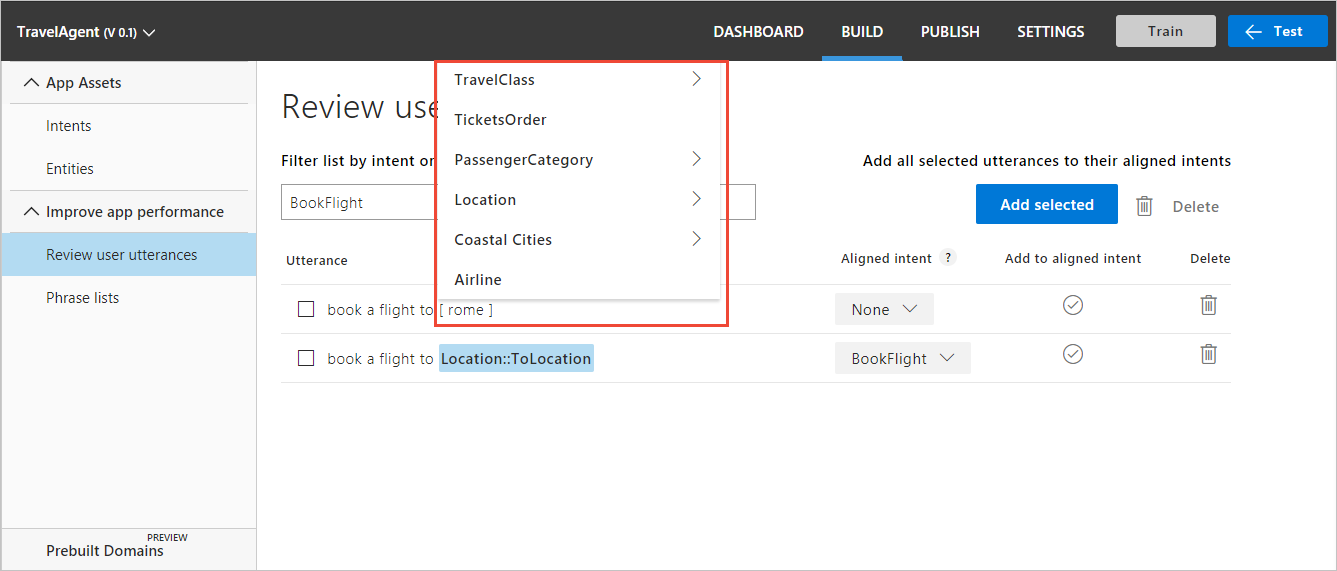 TravelAgent (V 0.1)
DASHBOARD
BUILD
PUBLISH
SETTINGS
Train
Test
App Assets
Intents
Entities
Improve app performance
Review user utterances
Phrase lists
PREVIEW
Prebuilt Domains
Review use
Filter list by intent or
BookFlight
TravelClass
TicketsOrder
PassengerCategory
Location
Coastal Cities
Airline
Add all selected utterances to their aligned intents
Add selected
Delete
Utterance
Aligned intent ?
Add to aligned intent
Delete
book a flight to [ rome ]
None
book a flight to Location::ToLocation
BookFlight